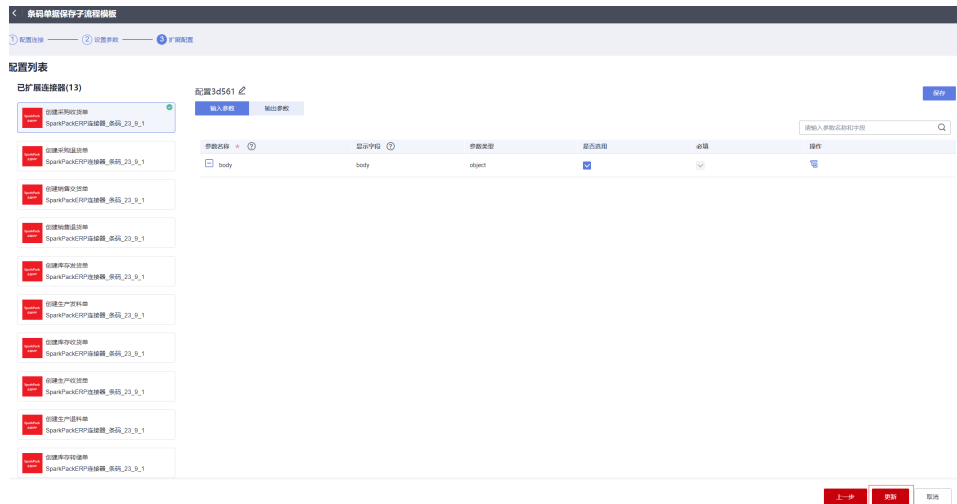 < 条码单据保存子流程模板
1 配置连接 2 设置参数 3 扩展配置
配置列表
已扩展连接器(13)
配置3d561
保存
输入参数 输出参数
请输入参数名称和字段
参数名称 * ? 显示字段 ? 参数类型 是否启用 必填 操作
body body object
创建采购收货单
SparkPackERP连接器_条码_23_9_1
创建采购退货单
SparkPackERP连接器_条码_23_9_1
创建销售交货单
SparkPackERP连接器_条码_23_9_1
创建销售退货单
SparkPackERP连接器_条码_23_9_1
创建库存发货单
SparkPackERP连接器_条码_23_9_1
创建生产发料单
SparkPackERP连接器_条码_23_9_1
创建库存收货单
SparkPackERP连接器_条码_23_9_1
创建生产收货单
SparkPackERP连接器_条码_23_9_1
创建生产退料单
SparkPackERP连接器_条码_23_9_1
创建库存转储单
SparkPackERP连接器_条码_23_9_1
上一步 更新 取消